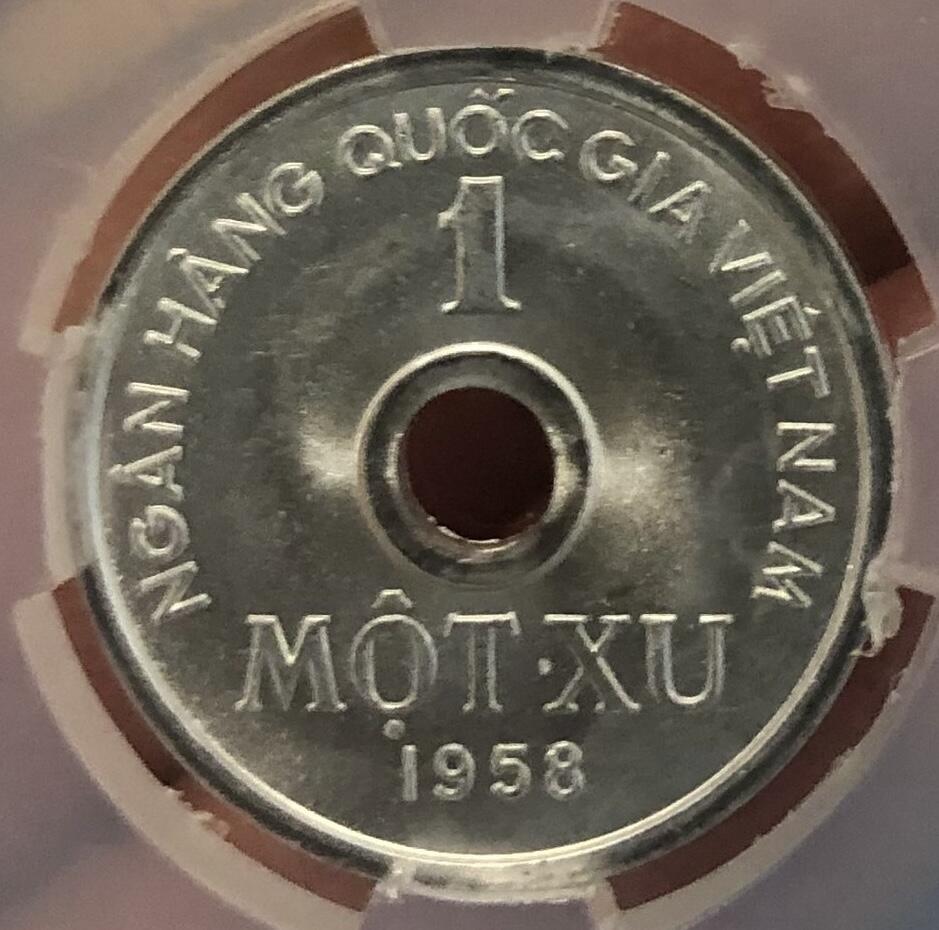 NGÂN HÀNG QUỐC GIA VIỆT NAM
1
MỘT·XU
1958